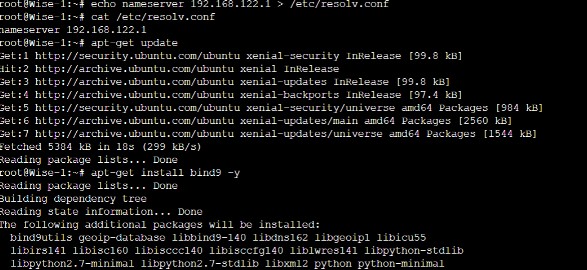 root@Wise-1:~# echo nameserver 192.168.122.1 > /etc/resolv.conf
root@Wise-1:~# cat /etc/resolv.conf
nameserver 192.168.122.1
root@Wise-1:~# apt-get update
Get:1 http://security.ubuntu.com/ubuntu xenial-security InRelease [99.8 kB]
Hit:2 http://archive.ubuntu.com/ubuntu xenial InRelease
Get:3 http://archive.ubuntu.com/ubuntu xenial-updates InRelease [99.8 kB]
Get:4 http://archive.ubuntu.com/ubuntu xenial-backports InRelease [97.4 kB]
Get:5 http://security.ubuntu.com/ubuntu xenial-security/universe amd64 Packages [984 kB]
Get:6 http://archive.ubuntu.com/ubuntu xenial-updates/main amd64 Packages [2560 kB]
Get:7 http://archive.ubuntu.com/ubuntu xenial-updates/universe amd64 Packages [1544 kB]
Fetched 5384 kB in 18s (299 kB/s)
Reading package lists... Done
root@Wise-1:~# apt-get install bind9 -y
Reading package lists... Done
Building dependency tree
Reading state information... Done
The following additional packages will be installed:
bind9utils geoip-database libbind9-140 libdns162 libgeoip1 libicu55
libirs141 libisc160 libisccc140 libisccfg140 liblwres141 libpython-stdlib
libpython2.7-minimal libpython2.7-stdlib libxml2 python python-minimal